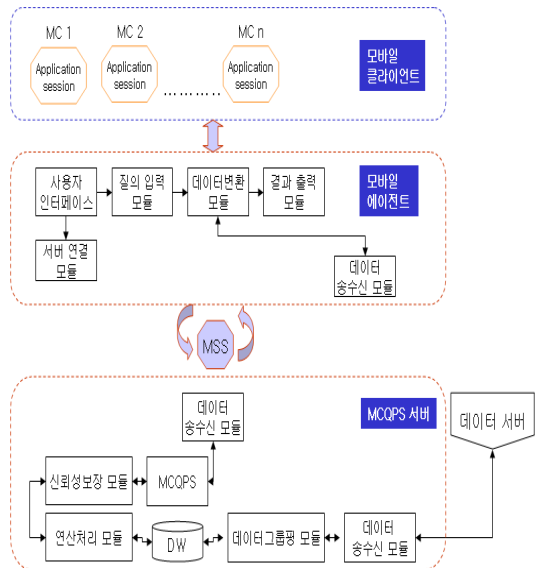 MC 1
MC 2
MC n
Application
session
Application
session
…………
Application
session
모바일
클라이언트
사용자
인터페이스
질의 입력
모듈
데이터변환
모듈
결과 출력
모듈
모바일
에이전트
서버 연결
모듈
데이터
송수신 모듈
MSS
MCQPS 서버
데이터
송수신 모듈
데이터 서버
신뢰성보장 모듈
MCQPS
연산처리 모듈
DW
데이터그룹핑 모듈
데이터
송수신 모듈